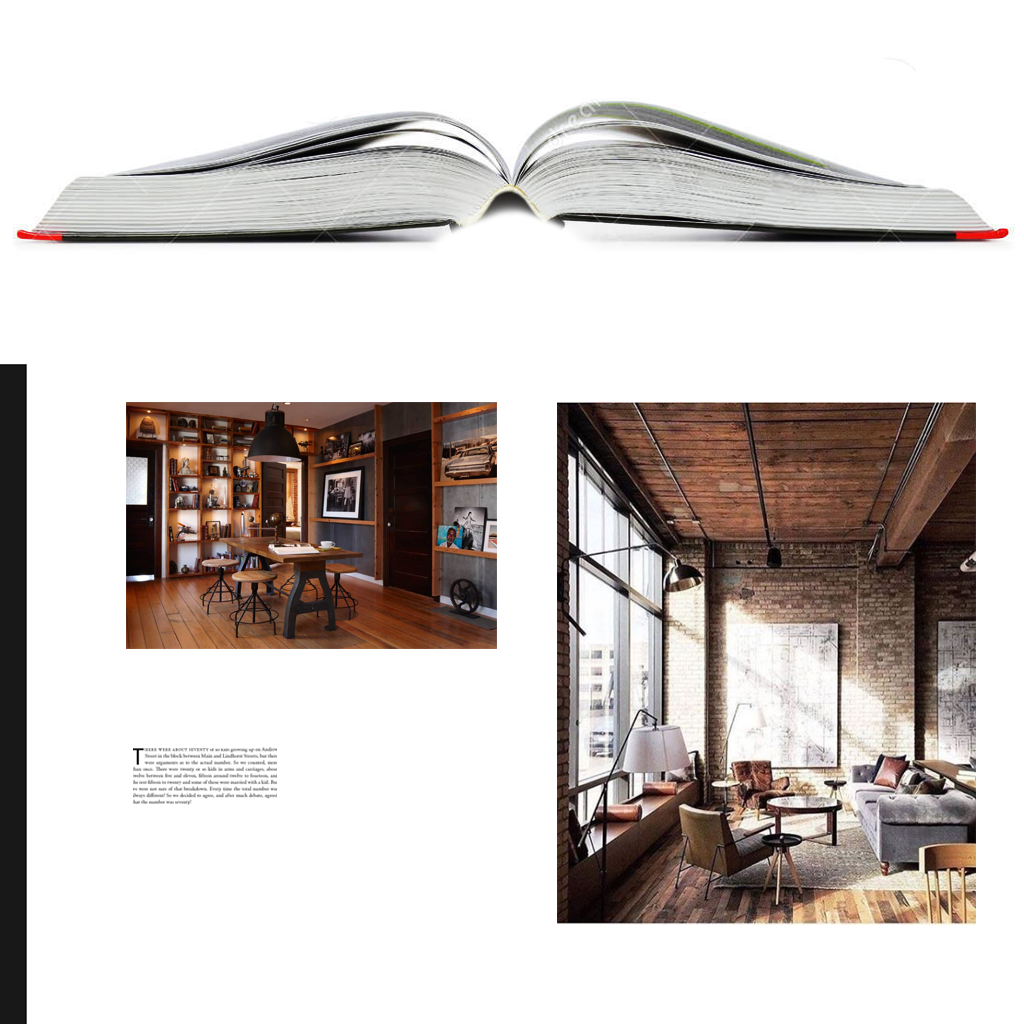 THERE WERE ABOUT SEVENTY of us kids growing up on Andrew
Street in the block between Main and Lindhurst Streets, but there
were arguments as to the actual number. So we counted, more
than once. There were twenty or so kids in arms and carriages, about
twelve between five and eleven, fifteen around twelve to fourteen, and
the rest fifteen to twenty and some of those were married with a kid. But
we were not sure of that breakdown. Every time the total number was
always different! So we decided to agree, and after much debate, agreed
that the number was seventy!